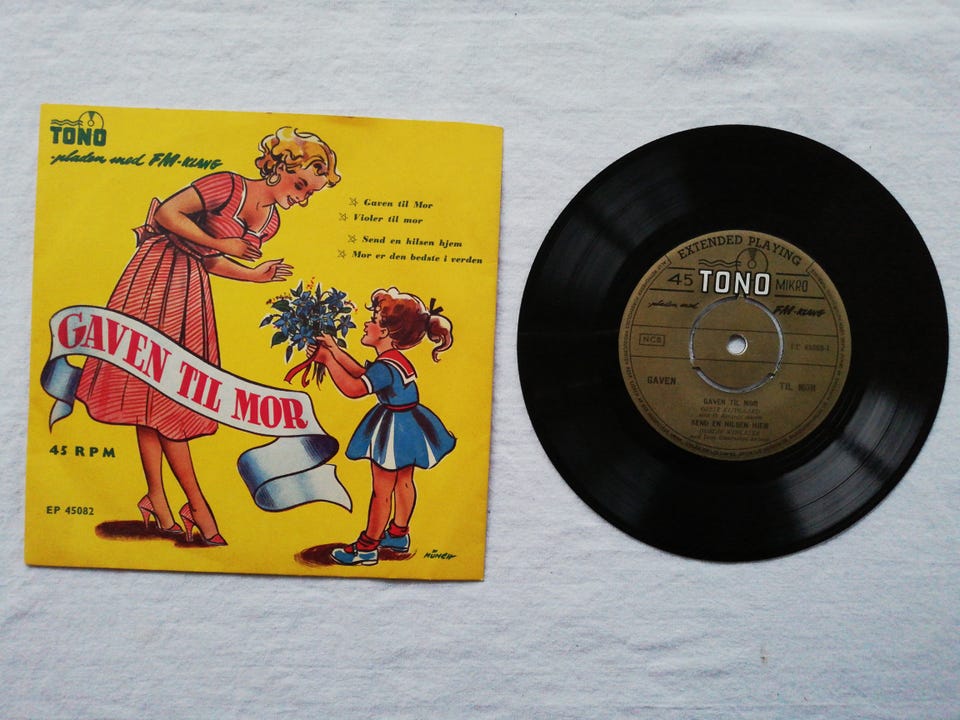 TONO
-pladen med FM-KLANG
Gaven til Mor
Violer til mor
Send en hilsen hjem
Mor er den bedste i verden
GAVEN TIL MOR
45 RPM
EP 45082
MÜNCH
EXTENDED PLAYING
45 TONO MIKRO
-pladen med FM-KLANG
NCB
GAVEN TIL MOR
GAVEN TIL MOR
SEND EN HILSEN HJEM